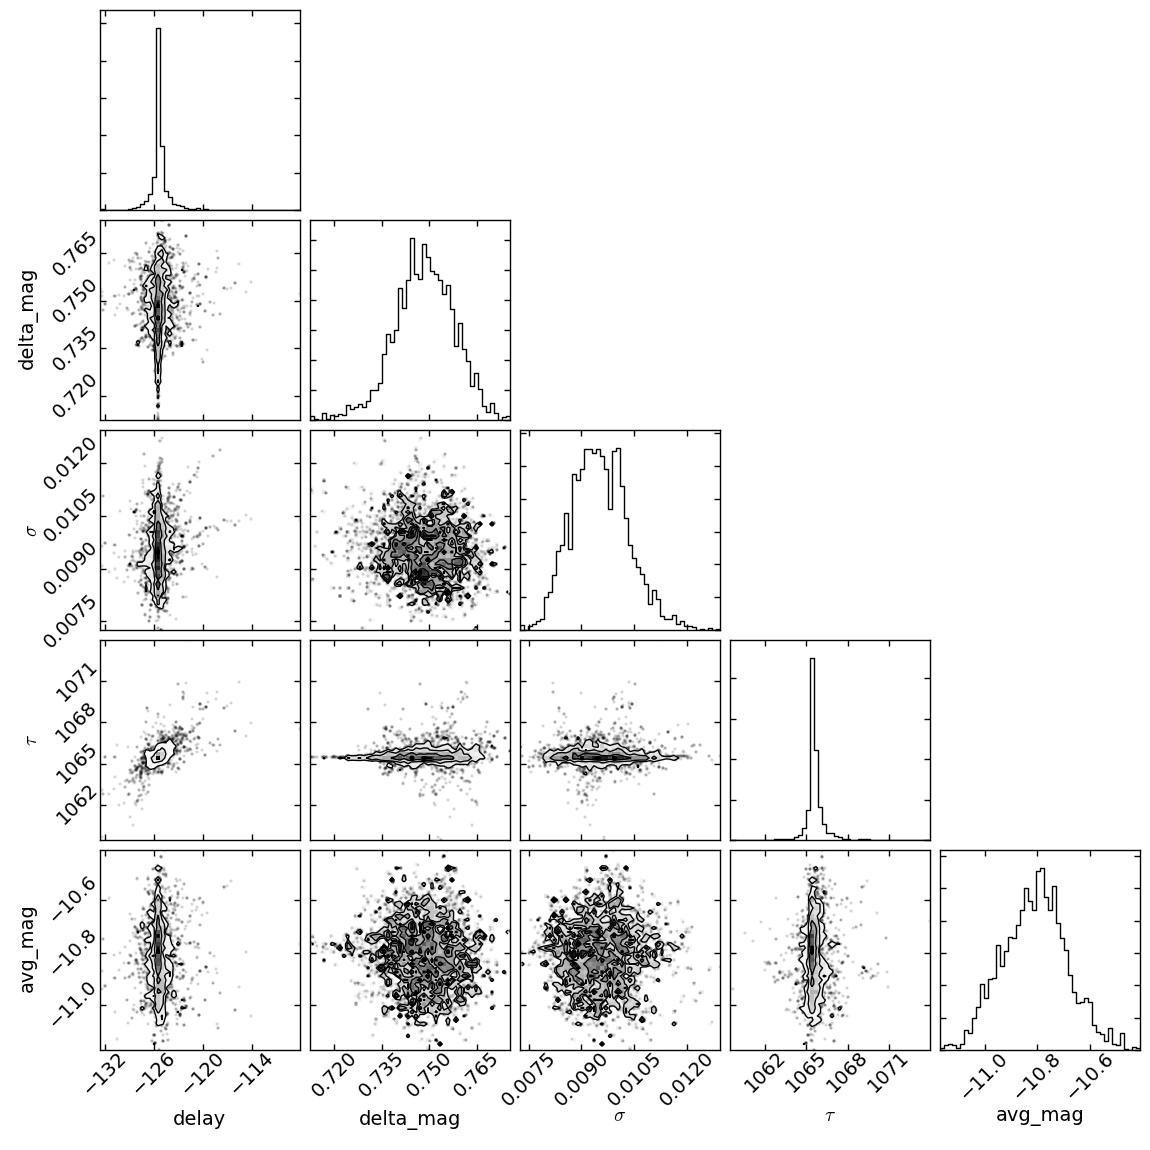 delta_mag
0.765
0.750
0.735
0.720
σ
0.0120
0.0105
0.0090
0.0075
τ
1071
1068
1065
1062
avg_mag
−10.6
−10.8
−11.0
−132 −126 −120 −114
0.720 0.735 0.750 0.765
0.0075 0.0090 0.0105 0.0120
1062 1065 1068 1071
−11.0 −10.8 −10.6
delay delta_mag σ τ avg_mag